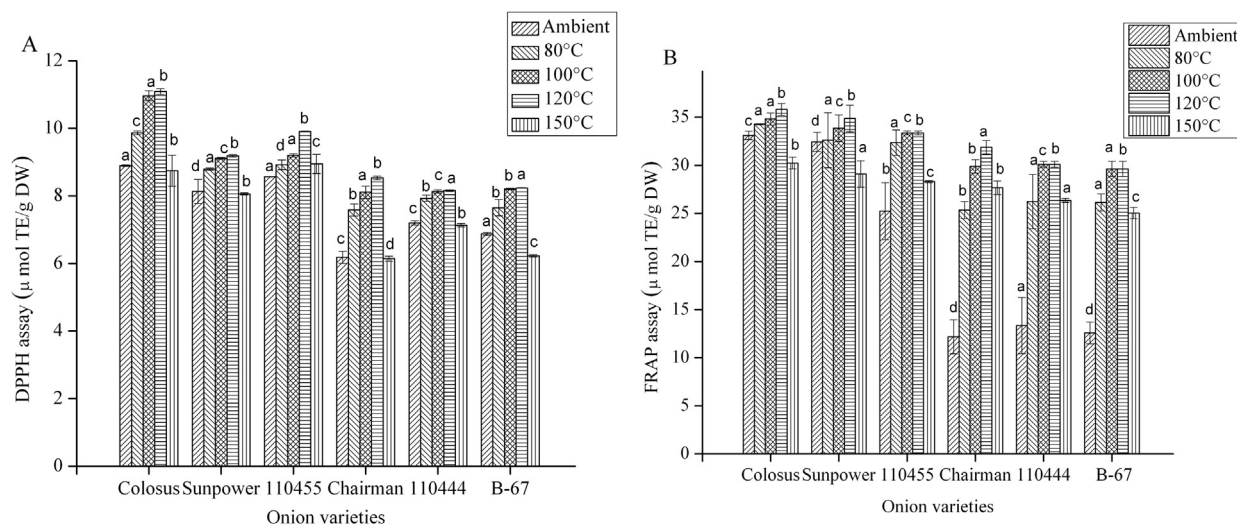 A
Ambient
80°C
100°C
120°C
150°C
12
10
8
6
4
2
0
DPPH assay (μ mol TE/g DW)
a c a b b
d a c b b
a d a b c
c b a b d
c b c a b
a b b a c
Colosus Sunpower 110455 Chairman 110444 B-67
Onion varieties
B
Ambient
80°C
100°C
120°C
150°C
35
30
25
20
15
10
5
0
FRAP assay (μ mol TE/g DW)
c a a b b
d a c b a
b a c b c
d c b a b
a b c b a
d a b b c
Colosus Sunpower 110455 Chairman 110444 B-67
Onion varieties